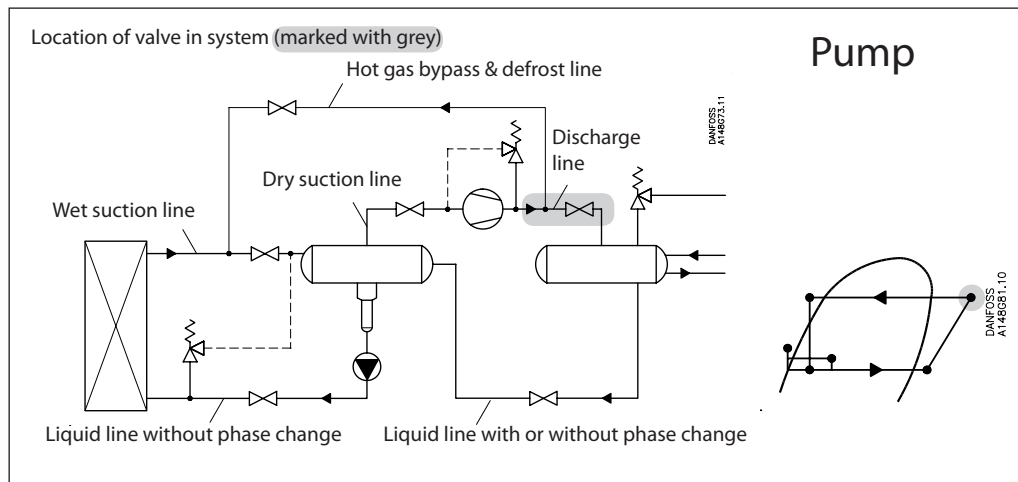 Location of valve in system (marked with grey)
Pump
Hot gas bypass & defrost line
DANFOSS
A148G73.11
Discharge
line
Dry suction line
Wet suction line
DANFOSS
A148G81.10
Liquid line without phase change
Liquid line with or without phase change